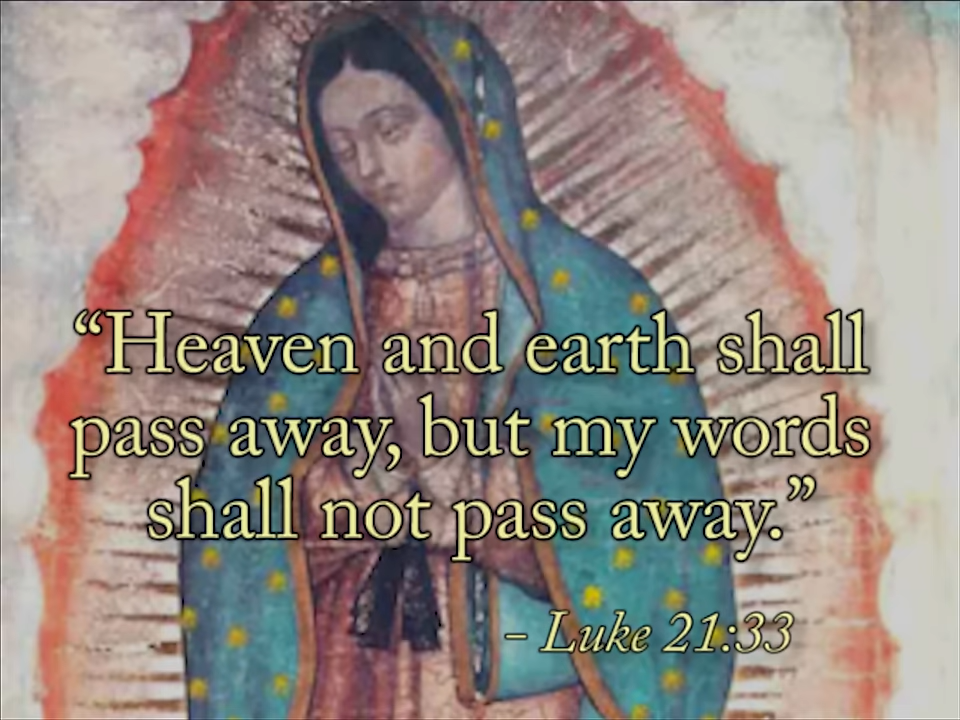 “Heaven and earth shall
pass away, but my words
shall not pass away.”
– Luke 21:33